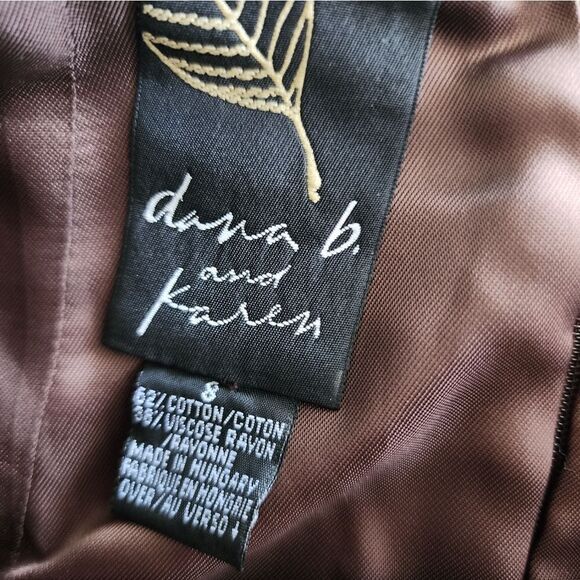 dana b.
and
Karen
8
62% COTTON/COTON
38% VISCOSE RAYON
/RAYONNE
MADE IN HUNGARY
FABRIQUE EN HONGRIE
OVER/AU VERSO ↓